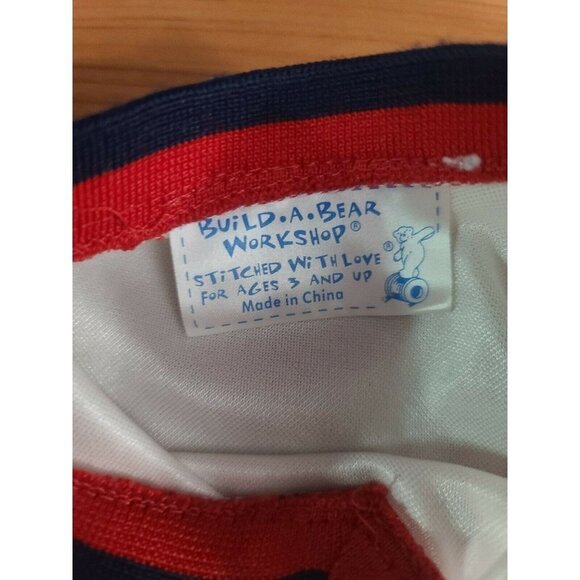 BUILD.A.BEAR
WORKSHOP®
STITCHED WITH LOVE®
FOR AGES 3 AND UP
Made in China